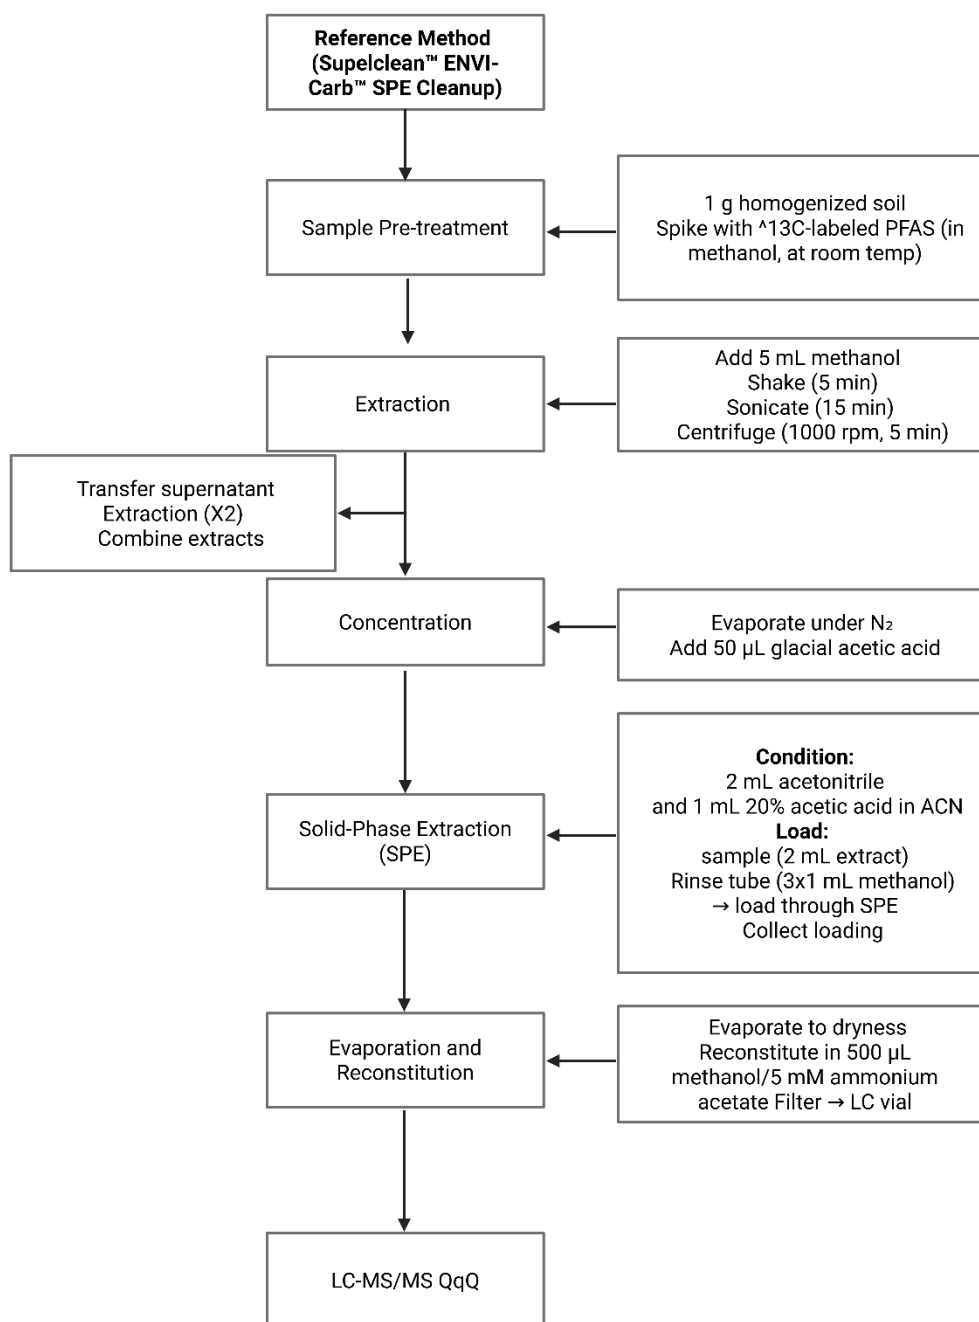 Reference Method
(Supelclean™ ENVI-
Carb™ SPE Cleanup)
Sample Pre-treatment
1 g homogenized soil
Spike with ^13C-labeled PFAS (in
methanol, at room temp)
Extraction
Add 5 mL methanol
Shake (5 min)
Sonicate (15 min)
Centrifuge (1000 rpm, 5 min)
Transfer supernatant
Extraction (X2)
Combine extracts
Concentration
Evaporate under N₂
Add 50 µL glacial acetic acid
Solid-Phase Extraction
(SPE)
Condition:
2 mL acetonitrile
and 1 mL 20% acetic acid in ACN
Load:
sample (2 mL extract)
Rinse tube (3x1 mL methanol)
→ load through SPE
Collect loading
Evaporation and
Reconstitution
Evaporate to dryness
Reconstitute in 500 µL
methanol/5 mM ammonium
acetate Filter → LC vial
LC-MS/MS QqQ